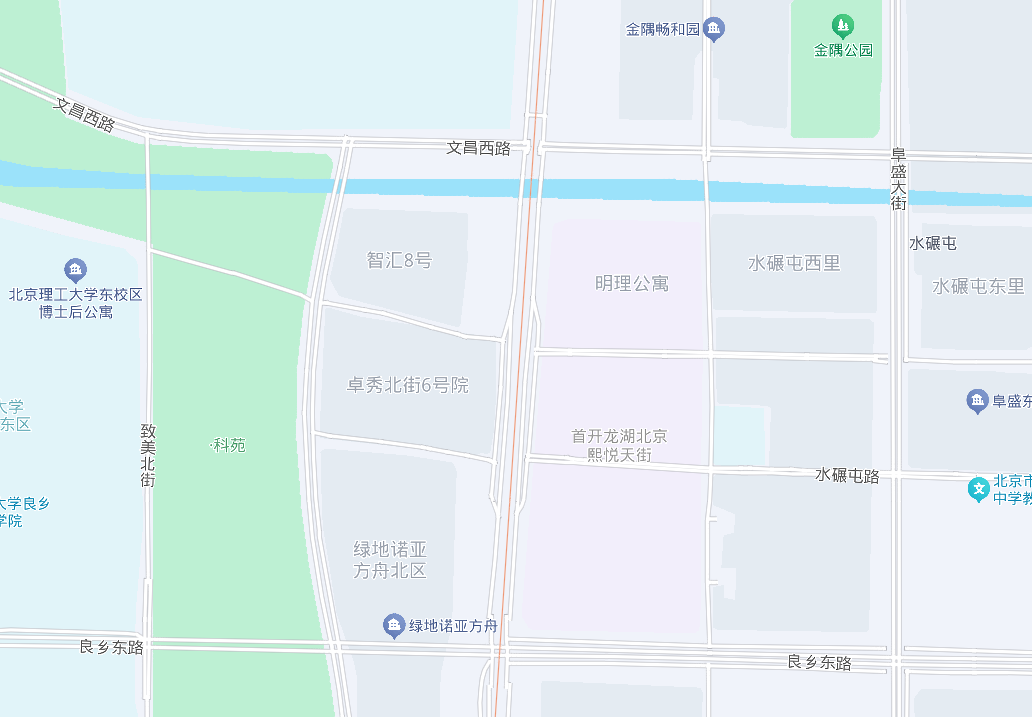 金隅畅和园
金隅公园
文昌西路
文昌西路
阜盛大街
水碾屯
智汇8号
水碾屯西里
明理公寓
水碾屯东里
北京理工大学东校区
博士后公寓
卓秀北街6号院
阜盛东
大学
东区
致美北街
·科苑
首开龙湖北京
熙悦天街
水碾屯路
北京市
中学教
大学良乡
学院
绿地诺亚
方舟北区
绿地诺亚方舟
良乡东路
良乡东路